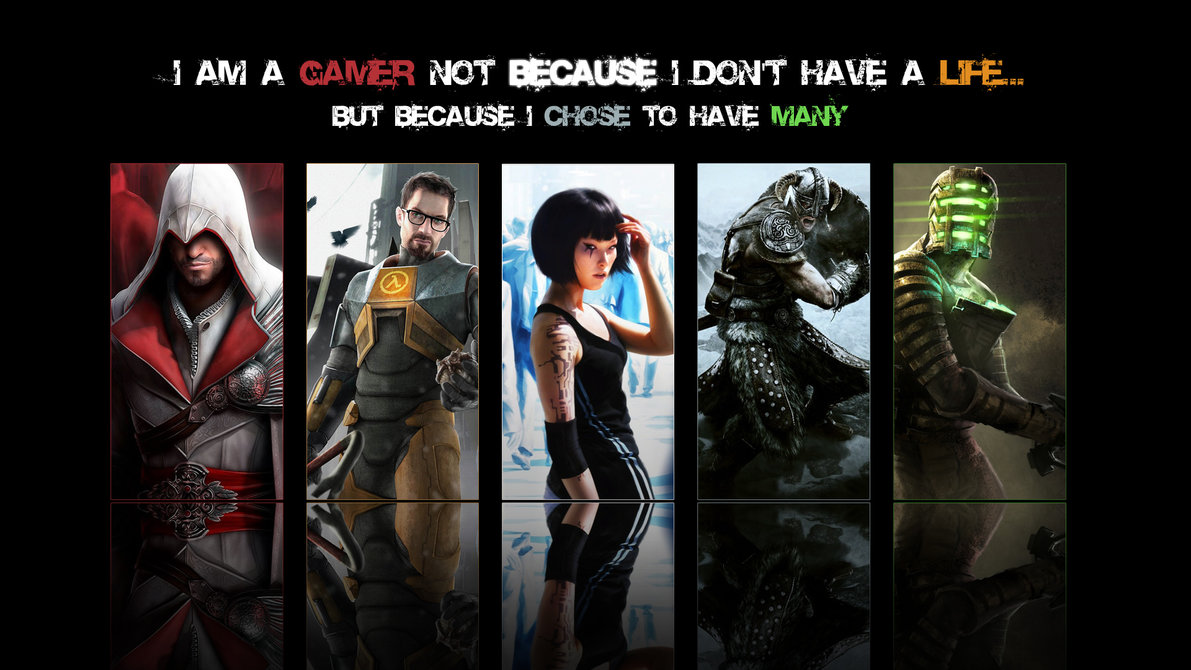 I AM A GAMER NOT BECAUSE I DON'T HAVE A LIFE...
BUT BECAUSE I CHOSE TO HAVE MANY